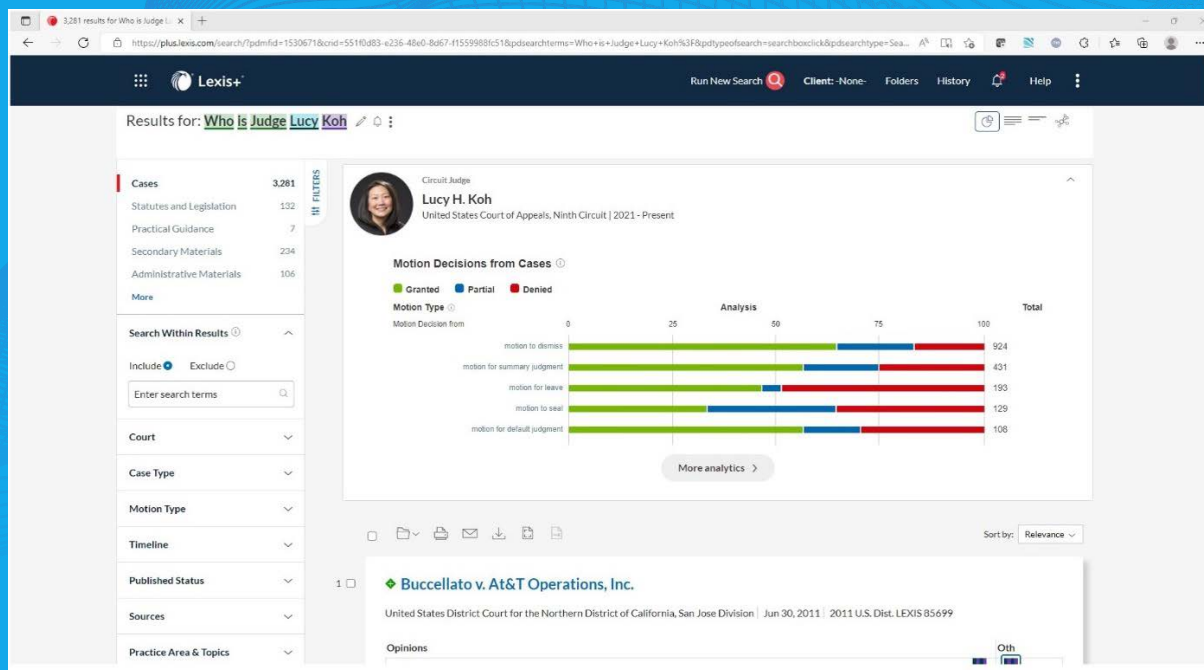 3,281 results for Who is Judge L
https://plus.lexis.com/search/?pdmfid=1530671&crid=551f0d83-e236-48e0-8d67-f1559988fc51&pdsearchterms=Who+is+Judge+Lucy+Koh%3F&pdtypeofsearch=searchboxclick&pdsearchtype=Sea...
Lexis+
Run New Search Client: -None- Folders History Help
Results for: Who is Judge Lucy Koh
Cases 3,281
Statutes and Legislation 132
Practical Guidance 7
Secondary Materials 234
Administrative Materials 106
More
Search Within Results
Include Exclude
Enter search terms
Court
Case Type
Motion Type
Timeline
Published Status
Sources
Practice Area & Topics
FILTERS
Circuit Judge
Lucy H. Koh
United States Court of Appeals, Ninth Circuit | 2021 - Present
Motion Decisions from Cases
Granted Partial Denied
Motion Type Analysis Total
Motion Decision from 0 25 50 75 100
motion to dismiss 924
motion for summary judgment 431
motion for leave 193
motion to seal 129
motion for default judgment 108
More analytics >
Sort by: Relevance
1 Buccellato v. At&T Operations, Inc.
United States District Court for the Northern District of California, San Jose Division | Jun 30, 2011 | 2011 U.S. Dist. LEXIS 85699
Opinions Oth